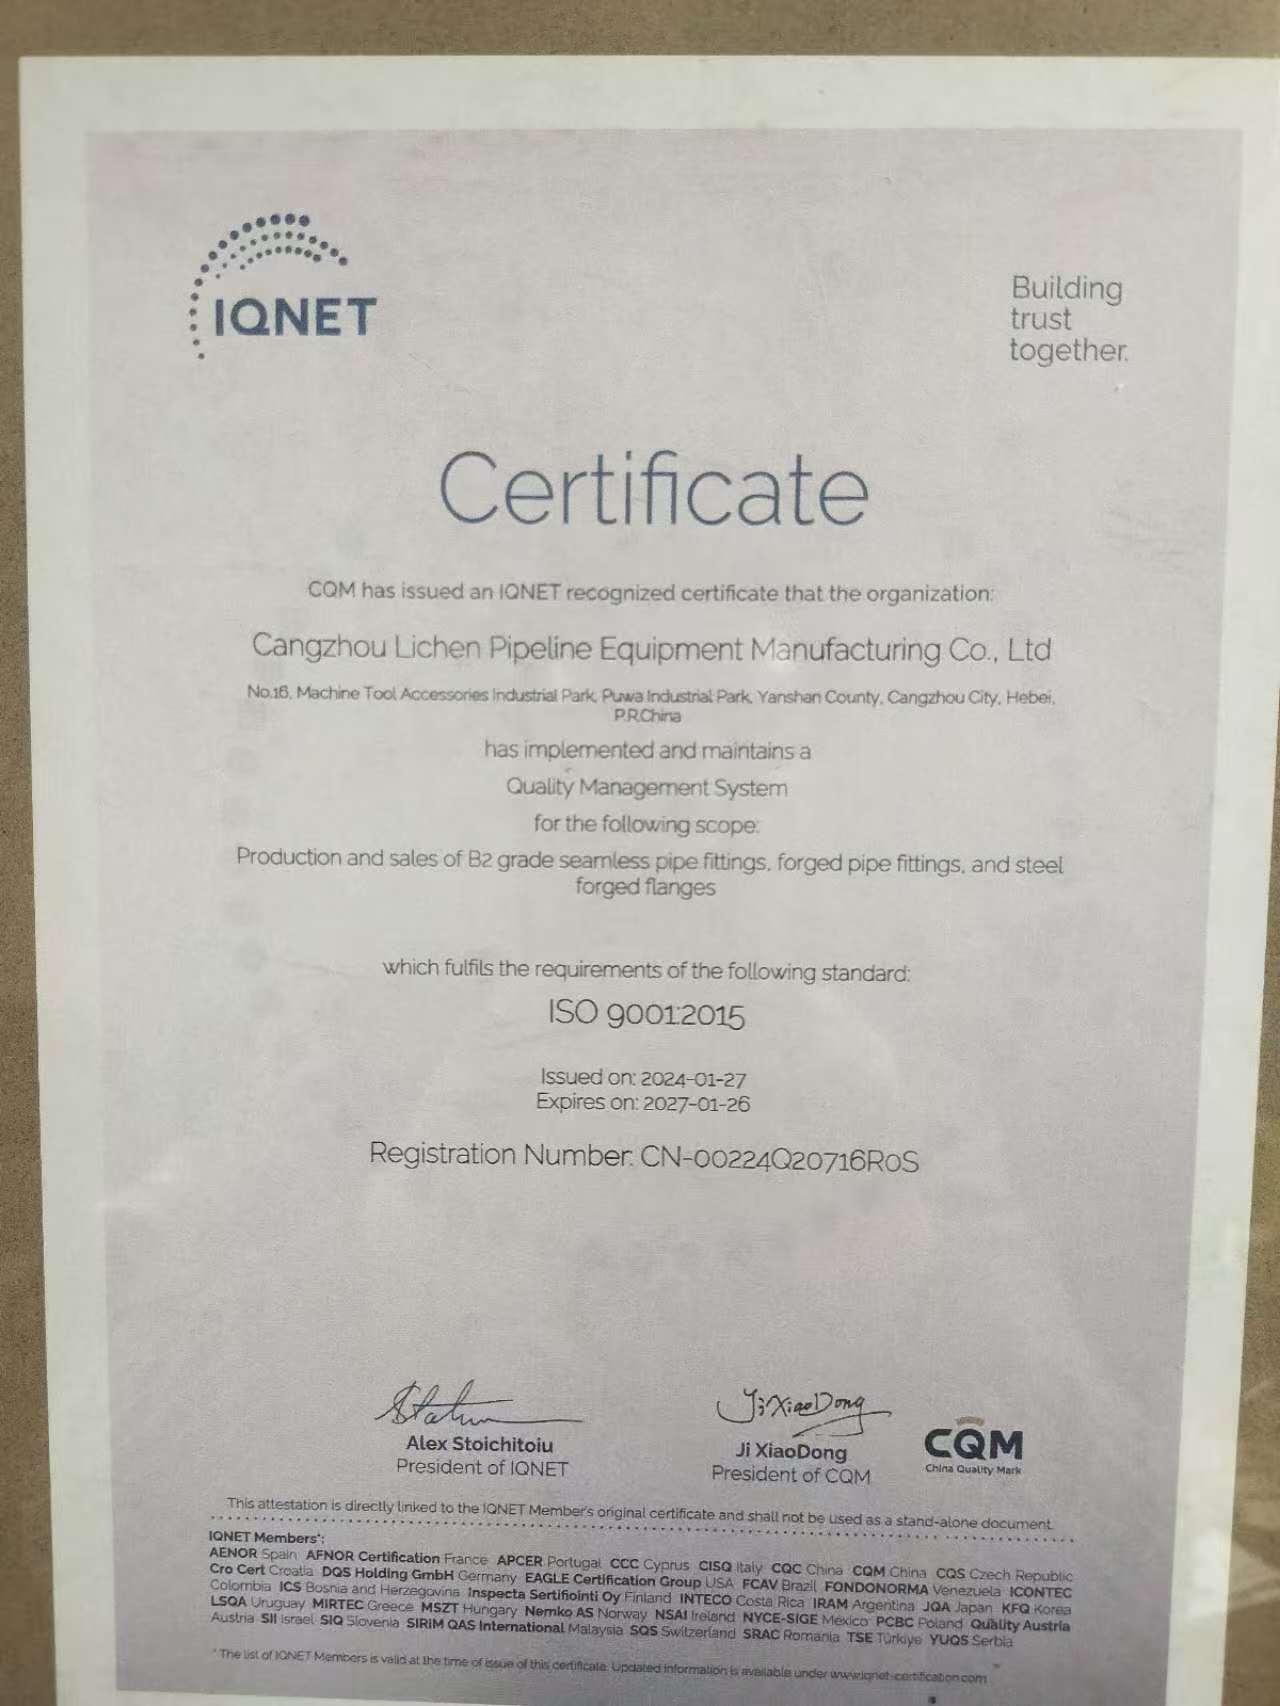 IQNET
Building
trust
together.
Certificate
CQM has issued an IQNET recognized certificate that the organization:
Cangzhou Lichen Pipeline Equipment Manufacturing Co., Ltd
No.16, Machine Tool Accessories Industrial Park, Puwa Industrial Park, Yanshan County, Cangzhou City, Hebei,
P.R.China
has implemented and maintains a
Quality Management System
for the following scope:
Production and sales of B2 grade seamless pipe fittings, forged pipe fittings, and steel
forged flanges
which fulfils the requirements of the following standard:
ISO 9001:2015
Issued on: 2024-01-27
Expires on: 2027-01-26
Registration Number: CN-00224Q20716R0S
Statun
Ji XiaoDong
Alex Stoichitoiu
President of IQNET
Ji XiaoDong
President of CQM
CQM
China Quality Mark
This attestation is directly linked to the IQNET Member's original certificate and shall not be used as a stand-alone document.
IQNET Members*:
AENOR Spain AFNOR Certification France APCER Portugal CCC Cyprus CISQ Italy CQC China CQM China CQS Czech Republic
Cro Cert Croatia DQS Holding GmbH Germany EAGLE Certification Group USA FCAV Brazil FONDONORMA Venezuela ICONTEC
Colombia ICS Bosnia and Herzegovina Inspecta Sertifiointi Oy Finland INTECO Costa Rica IRAM Argentina JQA Japan KFQ Korea
LSQA Uruguay MIRTEC Greece MSZT Hungary Nemko AS Norway NSAI Ireland NYCE-SIGE Mexico PCBC Poland Quality Austria
Austria SII Israel SIQ Slovenia SIRIM QAS International Malaysia SQS Switzerland SRAC Romania TSE Türkiye YUQS Serbia
* The list of IQNET Members is valid at the time of issue of this certificate. Updated information is available under www.iqnet-certification.com